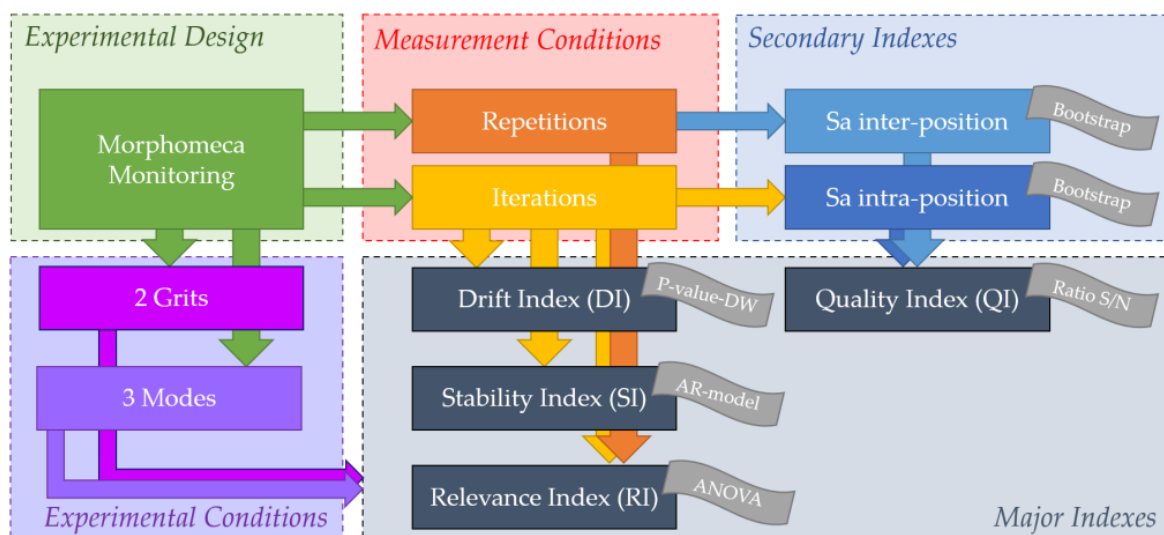 Experimental Design
Measurement Conditions
Secondary Indexes
Morphomeca
Monitoring
Repetitions
Sa inter-position
Bootstrap
Iterations
Sa intra-position
Bootstrap
2 Grits
Drift Index (DI)
P-value-DW
Quality Index (QI)
Ratio S/N
3 Modes
Stability Index (SI)
AR-model
Relevance Index (RI)
ANOVA
Experimental Conditions
Major Indexes